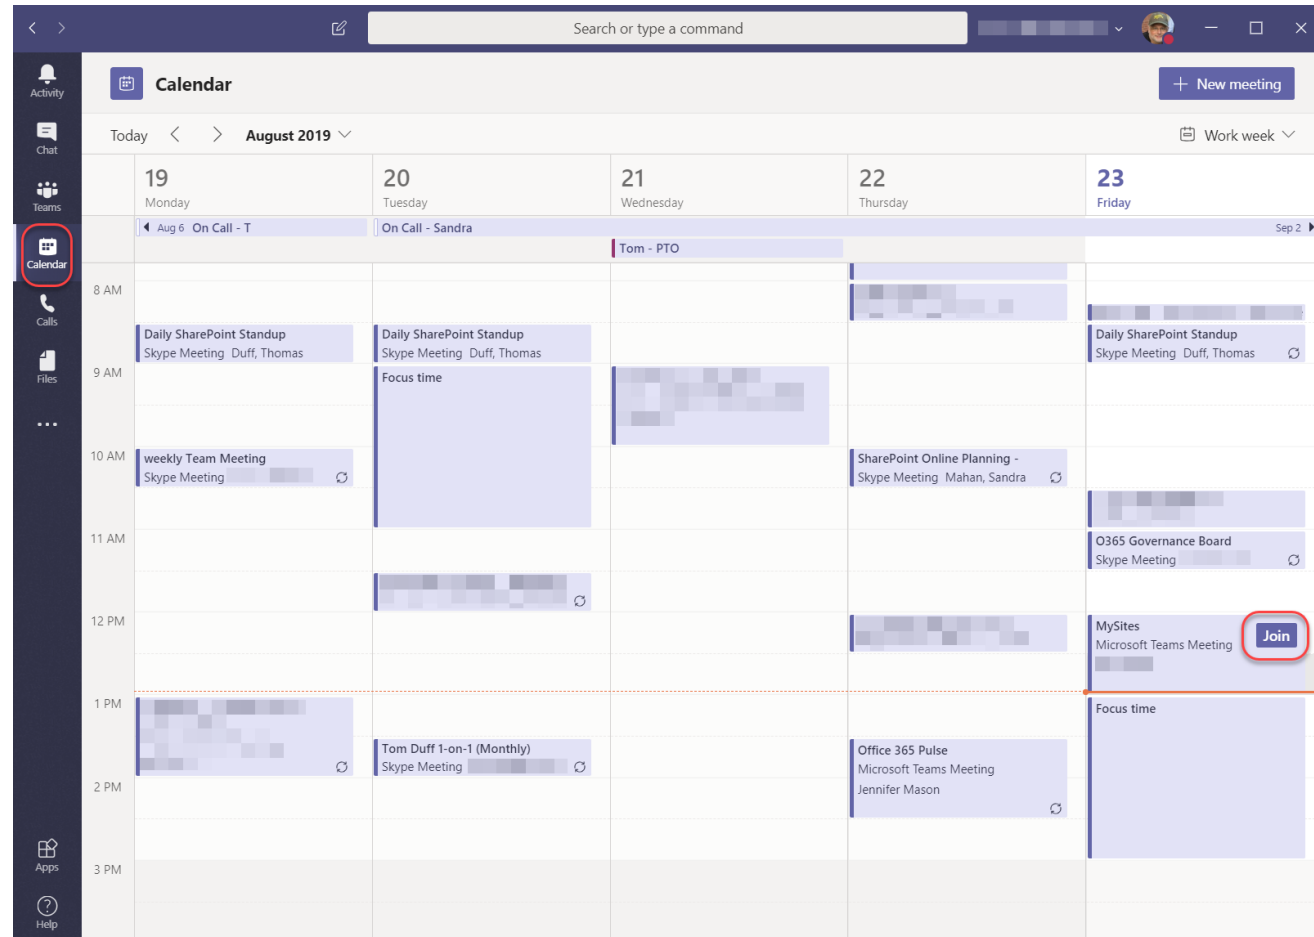 Search or type a command
Activity
Chat
Teams
Calendar
Calls
Files
Apps
Help
Calendar
New meeting
Today
August 2019
Work week
19
Monday
20
Tuesday
21
Wednesday
22
Thursday
23
Friday
Aug 6 On Call - T
On Call - Sandra
Sep 2
Tom - PTO
8 AM
9 AM
10 AM
11 AM
12 PM
1 PM
2 PM
3 PM
Daily SharePoint Standup
Skype Meeting Duff, Thomas
weekly Team Meeting
Skype Meeting
Daily SharePoint Standup
Skype Meeting Duff, Thomas
Focus time
Tom Duff 1-on-1 (Monthly)
Skype Meeting
SharePoint Online Planning -
Skype Meeting Mahan, Sandra
Office 365 Pulse
Microsoft Teams Meeting
Jennifer Mason
Daily SharePoint Standup
Skype Meeting Duff, Thomas
O365 Governance Board
Skype Meeting
MySites
Microsoft Teams Meeting
Join
Focus time